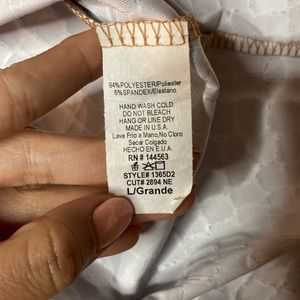 94%POLYESTER/Poliester
6%SPANDEX/Elastano
HAND WASH COLD
DO NOT BLEACH
HANG OR LINE DRY
MADE IN U.S.A.
Lave Frio a Mano,No Cloro
Secar Colgado
HECHO EN E.U.A.
RN # 144563
STYLE# 1365D2
CUT# 2894 NE
L/Grande